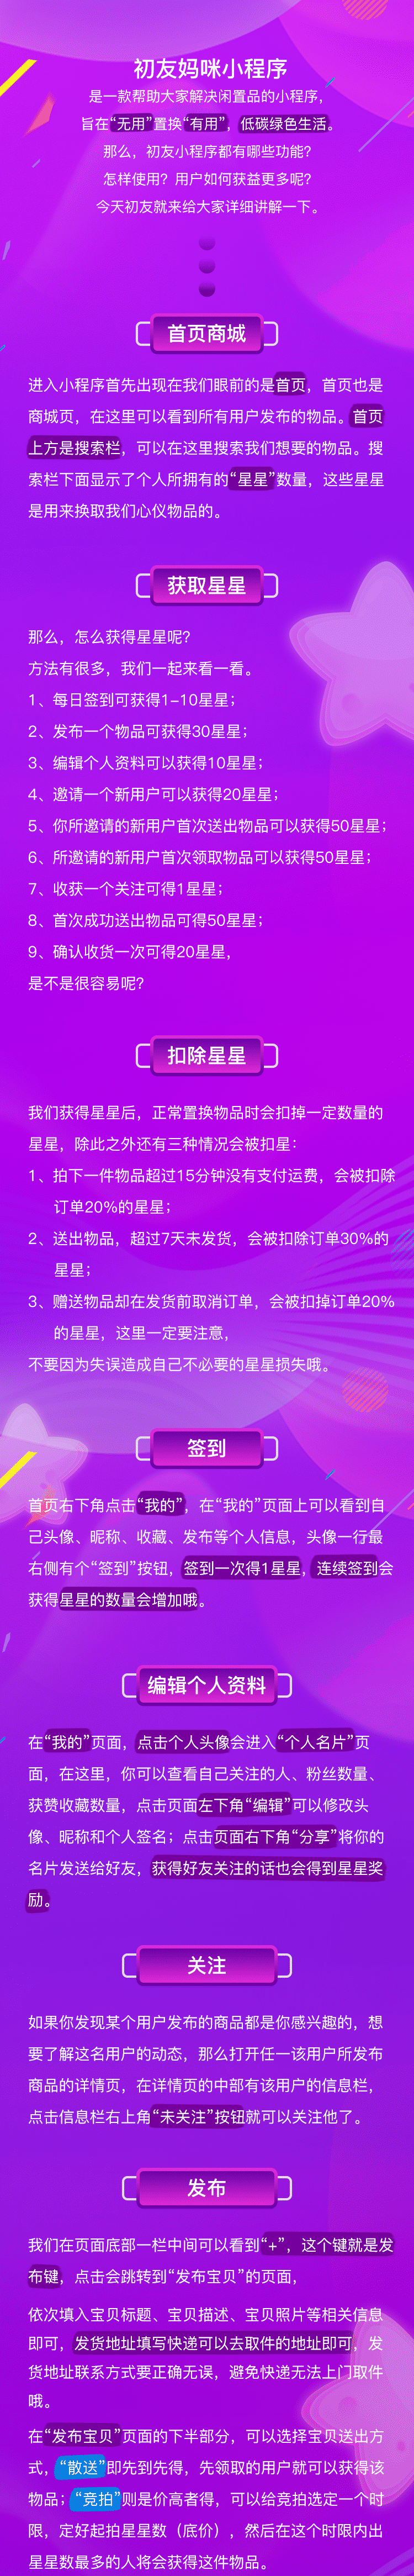 初友妈咪小程序
是一款帮助大家解决闲置品的小程序，
旨在“无用”置换“有用”，低碳绿色生活。
那么，初友小程序都有哪些功能？
怎样使用？用户如何获益更多呢？
今天初友就来给大家详细讲解一下。
首页商城
进入小程序首先出现在我们眼前的是首页，首页也是
商城页，在这里可以看到所有用户发布的物品。首页
上方是搜索栏，可以在这里搜索我们想要的物品。搜
索栏下面显示了个人所拥有的“星星”数量，这些星星
是用来换取我们心仪物品的。
获取星星
那么，怎么获得星星呢？
方法有很多，我们一起来看一看。
1、每日签到可获得1-10星星；
2、发布一个物品可获得30星星；
3、编辑个人资料可以获得10星星；
4、邀请一个新用户可以获得20星星；
5、你所邀请的新用户首次送出物品可以获得50星星；
6、所邀请的新用户首次领取物品可以获得50星星；
7、收获一个关注可得1星星；
8、首次成功送出物品可得50星星；
9、确认收货一次可得20星星，
是不是很容易呢？
扣除星星
我们获得星星后，正常置换物品时会扣掉一定数量的
星星，除此之外还有三种情况会被扣星：
1、拍下一件物品超过15分钟没有支付运费，会被扣除
订单20%的星星；
2、送出物品，超过7天未发货，会被扣除订单30%的
星星；
3、赠送物品却在发货前取消订单，会被扣掉订单20%
的星星，这里一定要注意，
不要因为失误造成自己不必要的星星损失哦。
签到
首页右下角点击“我的”，在“我的”页面上可以看到自
己头像、昵称、收藏、发布等个人信息，头像一行最
右侧有个“签到”按钮，签到一次得1星星，连续签到会
获得星星的数量会增加哦。
编辑个人资料
在“我的”页面，点击个人头像会进入“个人名片”页
面，在这里，你可以查看自己关注的人、粉丝数量、
获赞收藏数量，点击页面左下角“编辑”可以修改头
像、昵称和个人签名；点击页面右下角“分享”将你的
名片发送给好友，获得好友关注的话也会得到星星奖
励。
关注
如果你发现某个用户发布的商品都是你感兴趣的，想
要了解这名用户的动态，那么打开任一该用户所发布
商品的详情页，在详情页的中部有该用户的信息栏，
点击信息栏右上角“未关注”按钮就可以关注他了。
发布
我们在页面底部一栏中间可以看到“+”，这个键就是发
布键，点击会跳转到“发布宝贝”的页面，
依次填入宝贝标题、宝贝描述、宝贝照片等相关信息
即可，发货地址填写快递可以去取件的地址即可，发
货地址联系方式要正确无误，避免快递无法上门取件
哦。
在“发布宝贝”页面的下半部分，可以选择宝贝送出方
式，“散送”即先到先得，先领取的用户就可以获得该
物品；“竞拍”则是价高者得，可以给竞拍选定一个时
限，定好起拍星星数（底价），然后在这个时限内出
星星数最多的人将会获得这件物品。